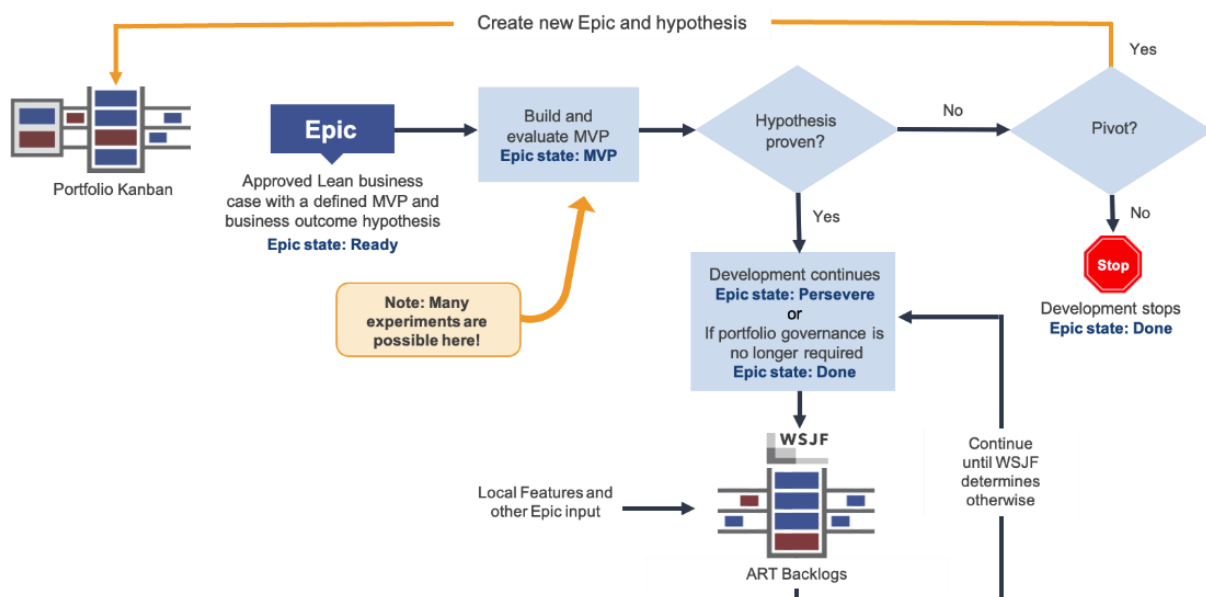 Create new Epic and hypothesis
Yes
Epic
Build and
evaluate MVP
Epic state: MVP
Hypothesis
proven?
No
Pivot?
Portfolio Kanban
Approved Lean business
case with a defined MVP and
business outcome hypothesis
Epic state: Ready
Yes
No
Stop
Development stops
Epic state: Done
Note: Many
experiments are
possible here!
Development continues
Epic state: Persevere
or
If portfolio governance is
no longer required
Epic state: Done
WSJF
Continue
until WSJF
determines
otherwise
Local Features and
other Epic input
ART Backlogs